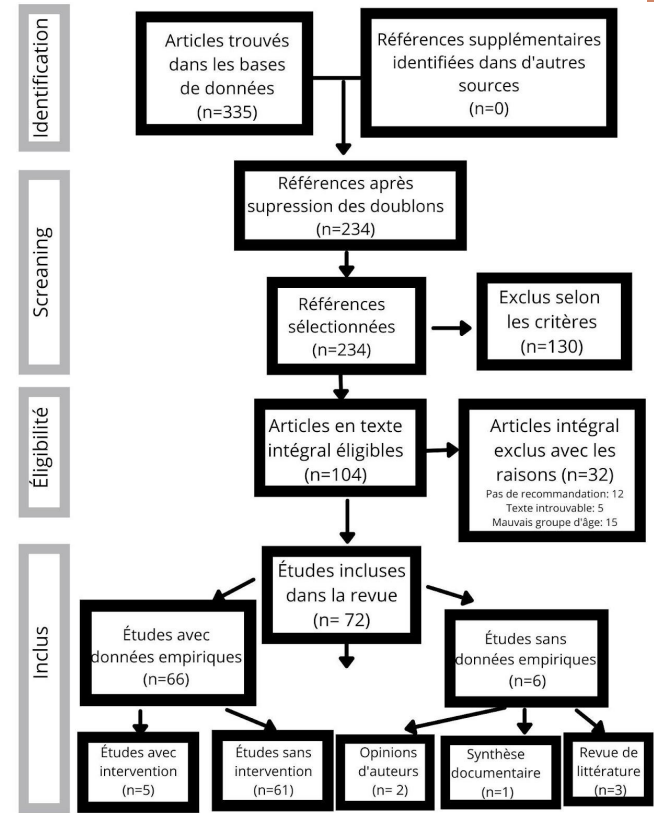 Identification
Articles trouvés
dans les bases
de données
(n=335)
Références supplémentaires
identifiées dans d'autres
sources
(n=0)
Screaning
Références après
supression des doublons
(n=234)
Références
sélectionnées
(n=234)
Exclus selon
les critères
(n=130)
Éligibilité
Articles en texte
intégral éligibles
(n=104)
Articles intégral
exclus avec les
raisons (n=32)
Pas de recommandation: 12
Texte introuvable: 5
Mauvais groupe d'âge: 15
Inclus
Études incluses
dans la revue
(n= 72)
Études avec
données empiriques
(n=66)
Études sans
données empiriques
(n=6)
Études avec
intervention
(n=5)
Études sans
intervention
(n=61)
Opinions
d'auteurs
(n= 2)
Synthèse
documentaire
(n=1)
Revue de
littérature
(n=3)